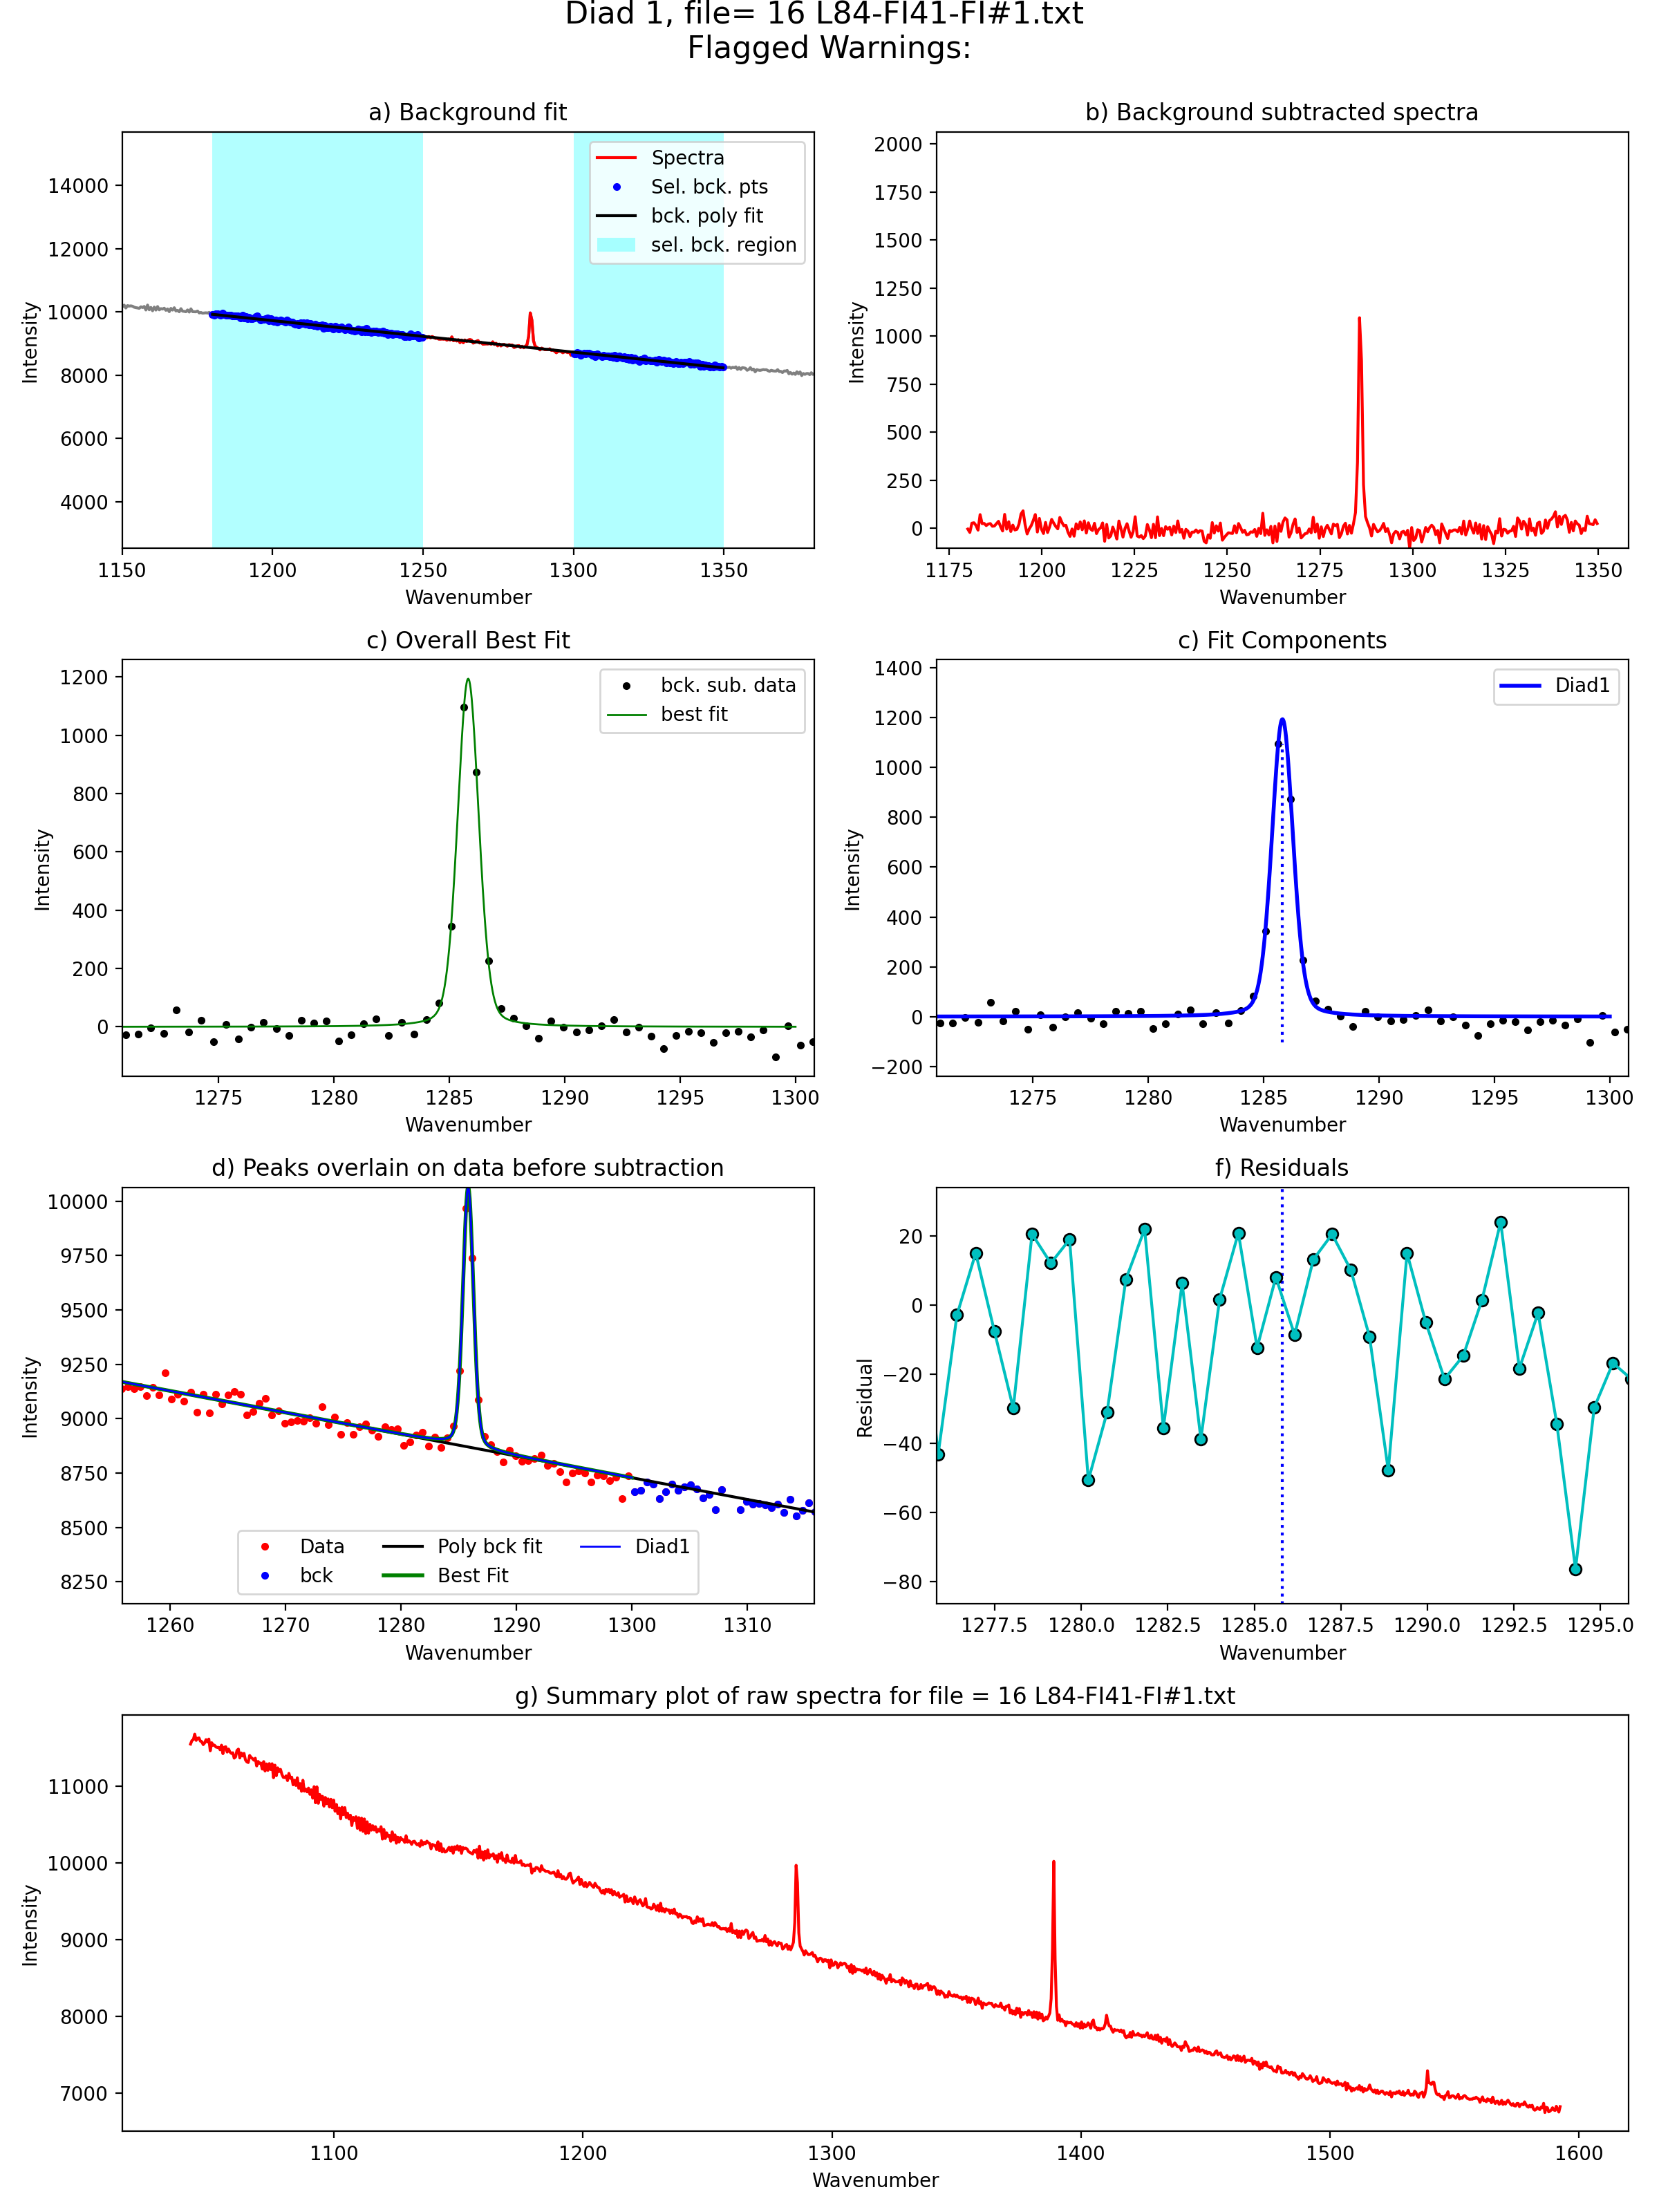 Diad 1, file= 16 L84-FI41-FI#1.txt
Flagged Warnings:
a) Background fit
Intensity
14000
12000
10000
8000
6000
4000
1150 1200 1250 1300 1350
Wavenumber
Spectra
Sel. bck. pts
bck. poly fit
sel. bck. region
b) Background subtracted spectra
Intensity
2000
1750
1500
1250
1000
750
500
250
0
1175 1200 1225 1250 1275 1300 1325 1350
Wavenumber
c) Overall Best Fit
Intensity
1200
1000
800
600
400
200
0
1275 1280 1285 1290 1295 1300
Wavenumber
bck. sub. data
best fit
c) Fit Components
Intensity
1400
1200
1000
800
600
400
200
0
−200
1275 1280 1285 1290 1295 1300
Wavenumber
Diad1
d) Peaks overlain on data before subtraction
Intensity
10000
9750
9500
9250
9000
8750
8500
8250
1260 1270 1280 1290 1300 1310
Wavenumber
Data
bck
Poly bck fit
Best Fit
Diad1
f) Residuals
Residual
20
0
−20
−40
−60
−80
1277.5 1280.0 1282.5 1285.0 1287.5 1290.0 1292.5 1295.0
Wavenumber
g) Summary plot of raw spectra for file = 16 L84-FI41-FI#1.txt
Intensity
11000
10000
9000
8000
7000
1100 1200 1300 1400 1500 1600
Wavenumber